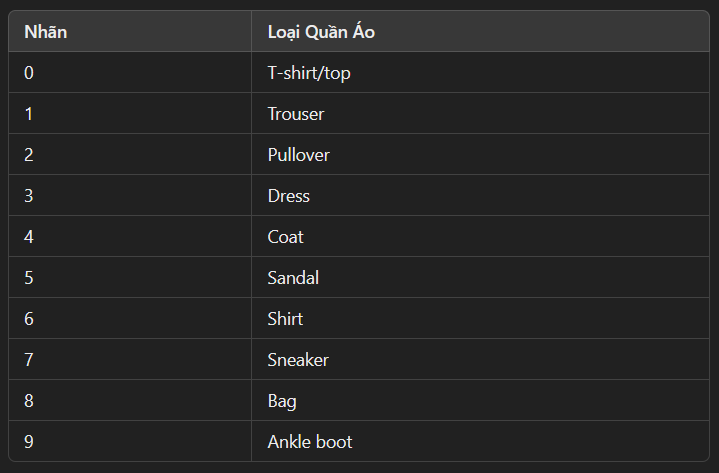 Nhãn Loại Quần Áo
0 T-shirt/top
1 Trouser
2 Pullover
3 Dress
4 Coat
5 Sandal
6 Shirt
7 Sneaker
8 Bag
9 Ankle boot